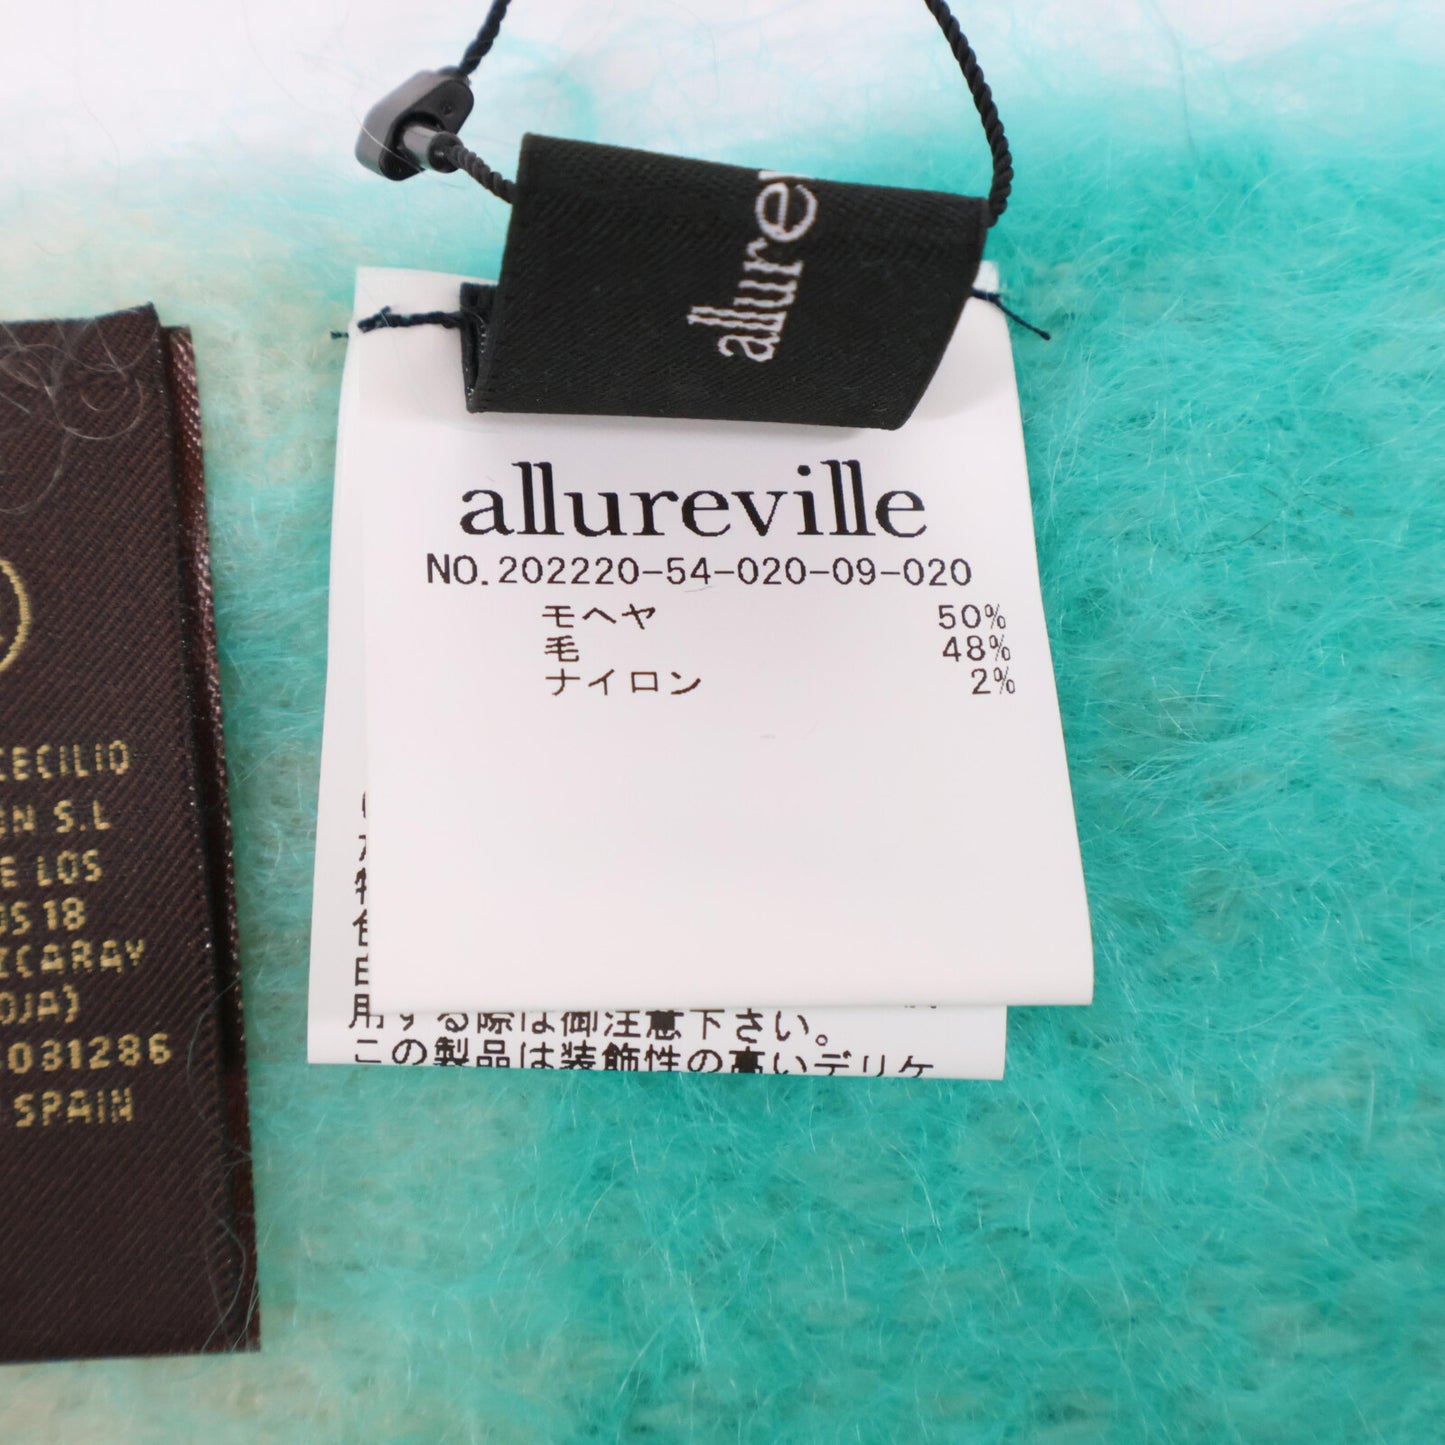 allure
allureville
NO.202220-54-020-09-020
モヘヤ 50%
毛 48%
ナイロン 2%
用する際は御注意下さい。
この製品は装飾性の高いデリケ
CECILIO
ON S.L
E LOS
OS 18
ZCARAY
OJA)
031286
SPAIN